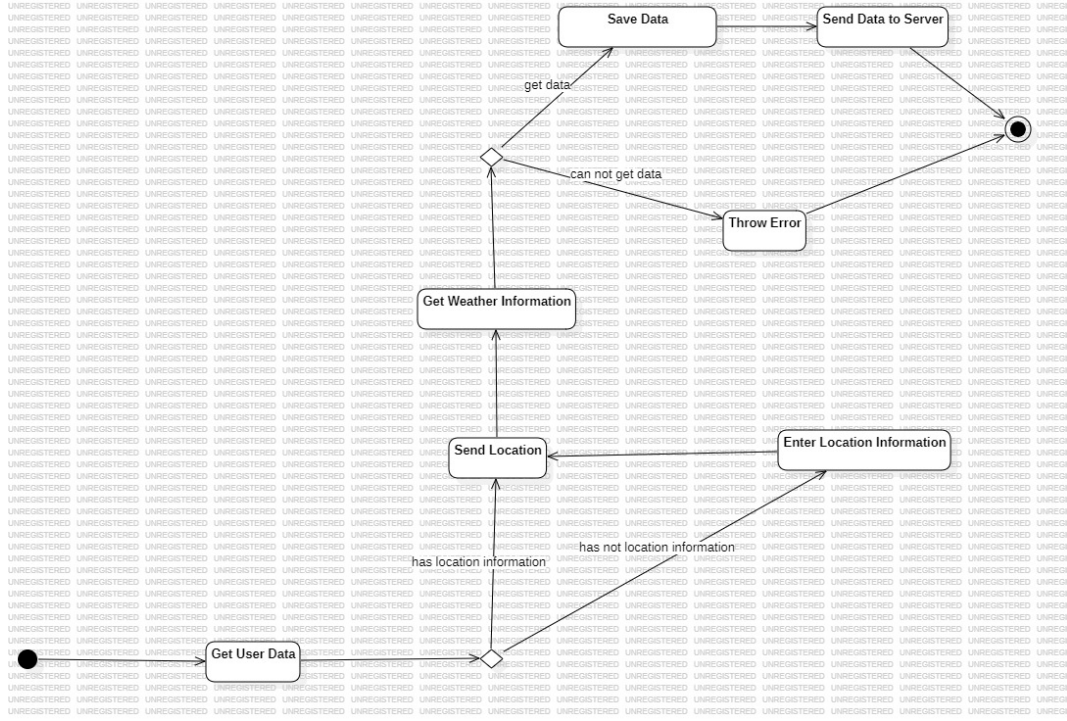 Save Data
Send Data to Server
get data
can not get data
Throw Error
Get Weather Information
Send Location
Enter Location Information
has not location information
has location information
Get User Data
UNREGISTERED